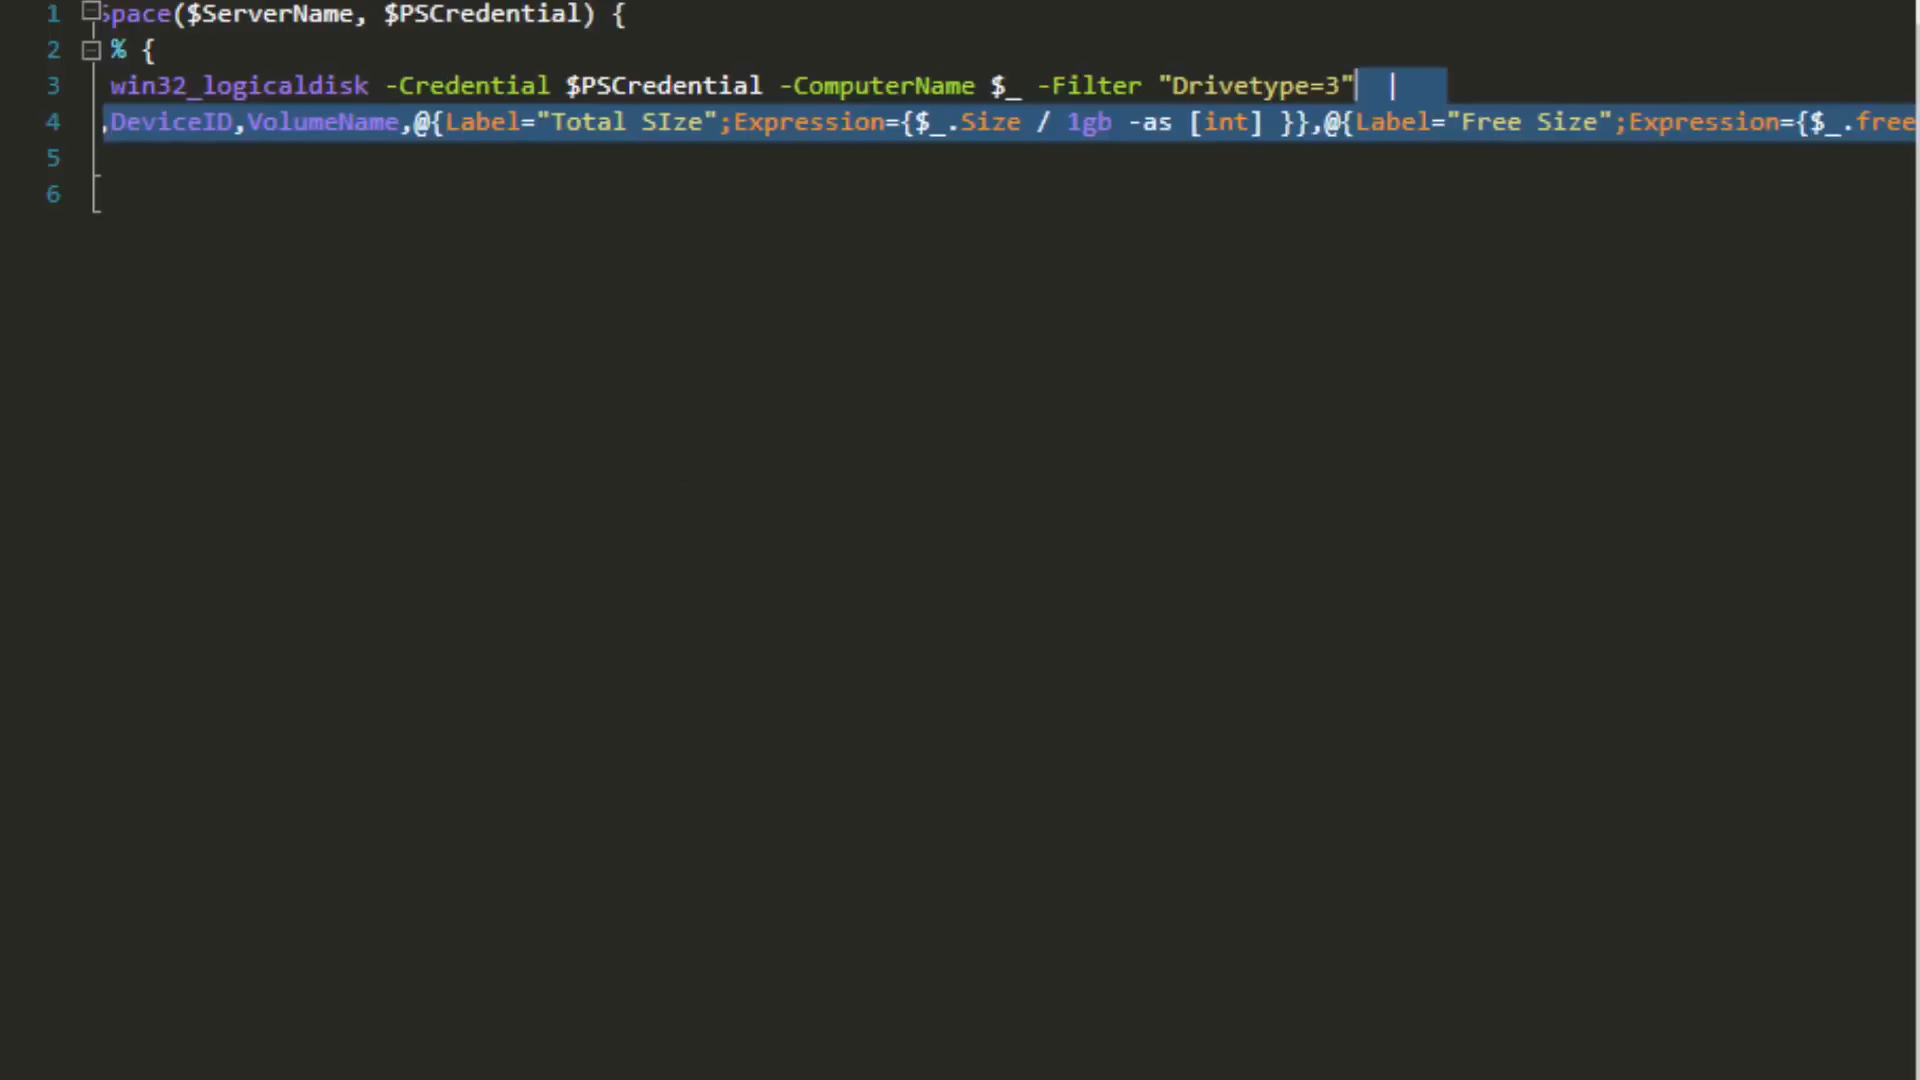 1 space($ServerName, $PSCredential) {
2 % {
3 win32_logicaldisk -Credential $PSCredential -ComputerName $_ -Filter "Drivetype=3" |
4 ,DeviceID,VolumeName,@{Label="Total SIze";Expression={$_.Size / 1gb -as [int] }},@{Label="Free Size";Expression={$_.free
5
6